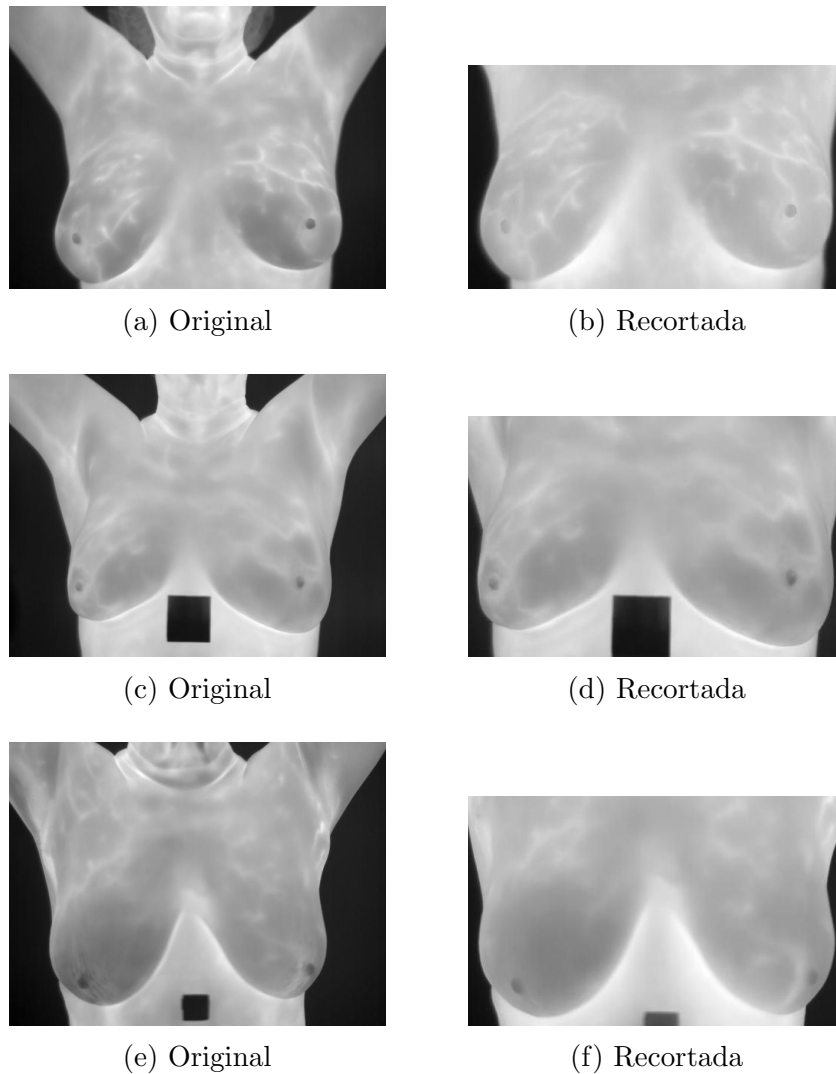 (a) Original
(b) Recortada
(c) Original
(d) Recortada
(e) Original
(f) Recortada